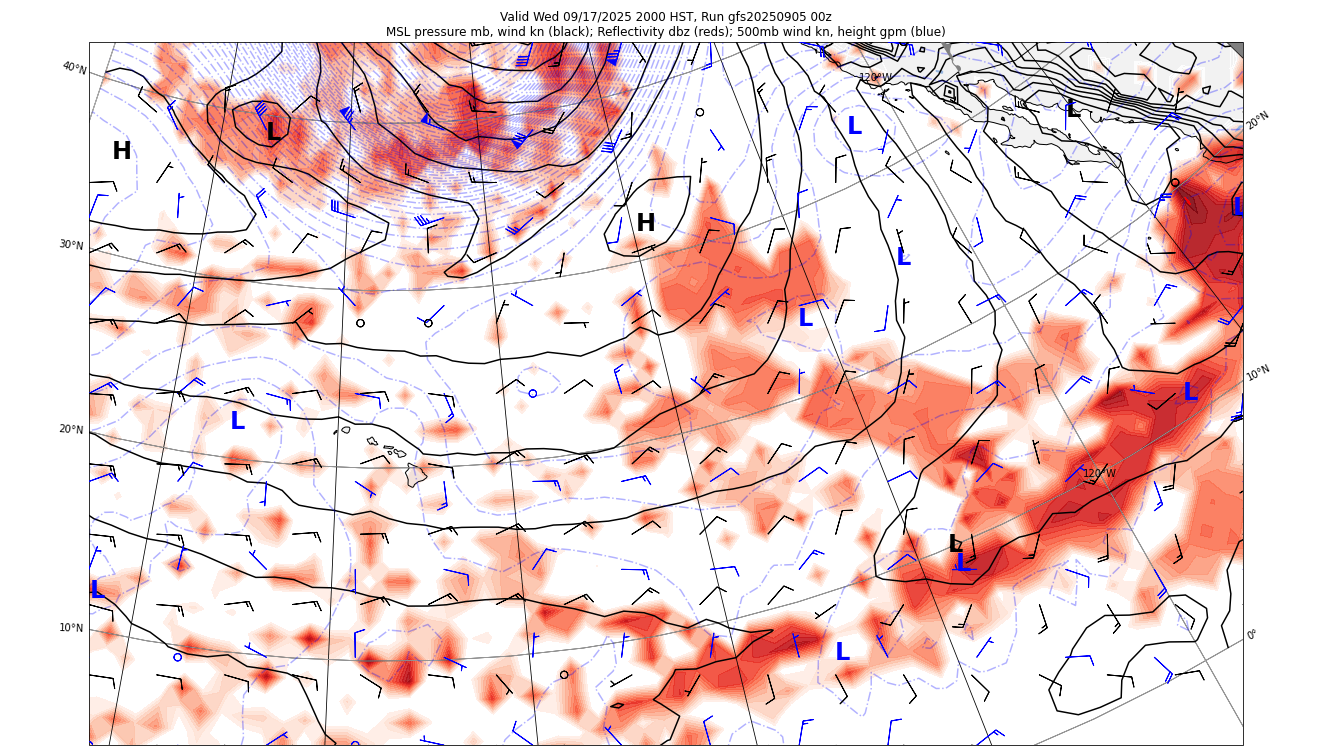 Valid Wed 09/17/2025 2000 HST, Run gfs20250905 00z
MSL pressure mb, wind kn (black); Reflectivity dbz (reds); 500mb wind kn, height gpm (blue)
40°N
120°W
L
L
20°N
L
H
L
H
30°N
L
L
10°N
L
L
20°N
120°W
L
L
L
10°N
0°
L